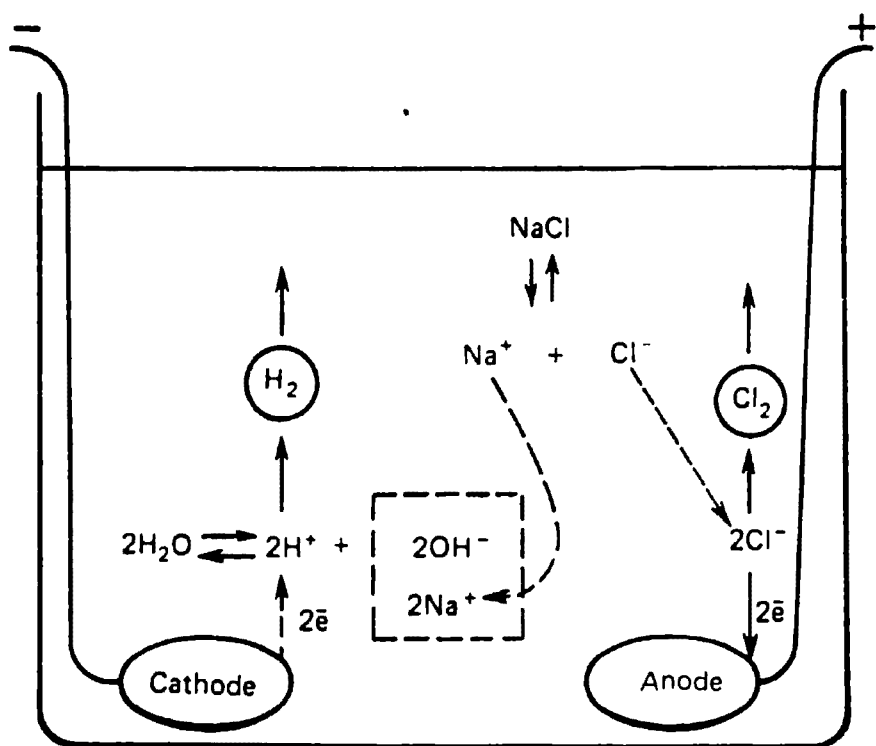 − +
NaCl
Na⁺ + Cl⁻
H₂ Cl₂
2H₂O 2H⁺ + 2OH⁻ 2Cl⁻
2Na⁺
2ē 2ē
Cathode Anode